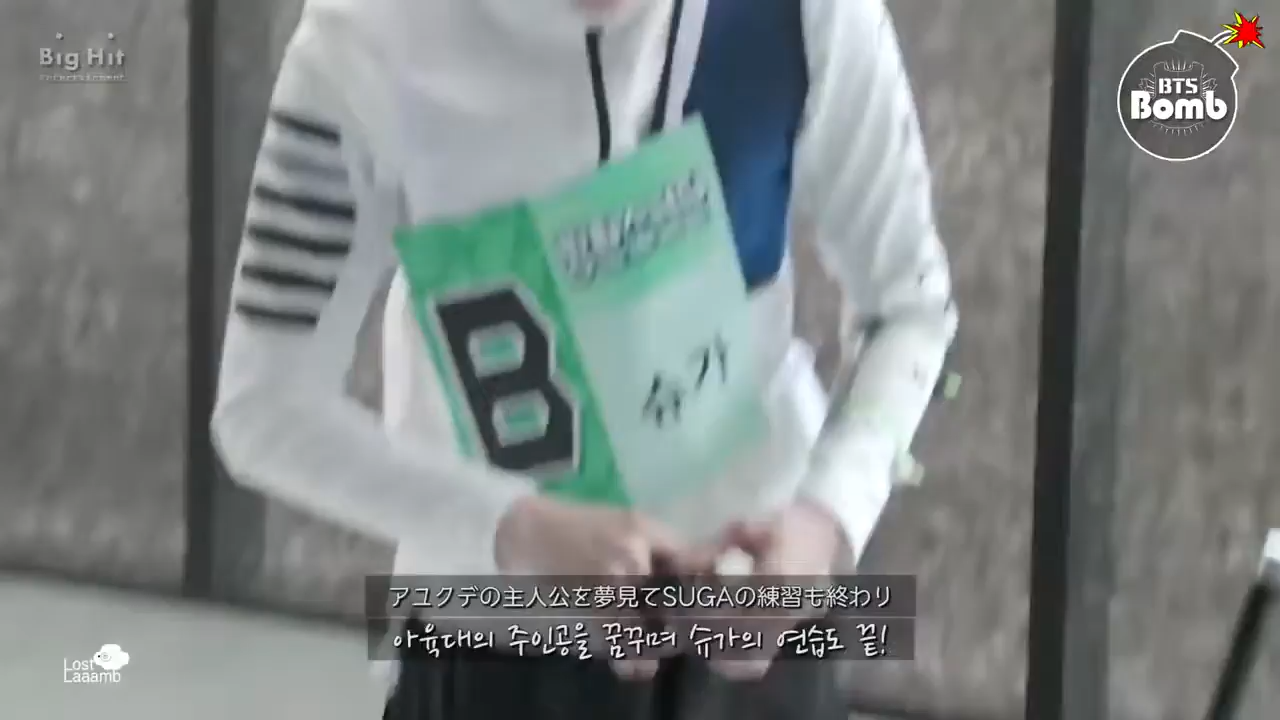 Big Hit
Entertainment
BTS
Bomb
B
슈가
アユクデの主人公を夢見てSUGAの練習も終わり
아육대의 주인공을 꿈꾸며 슈가의 연습도 끝!
Lost
Laaamb